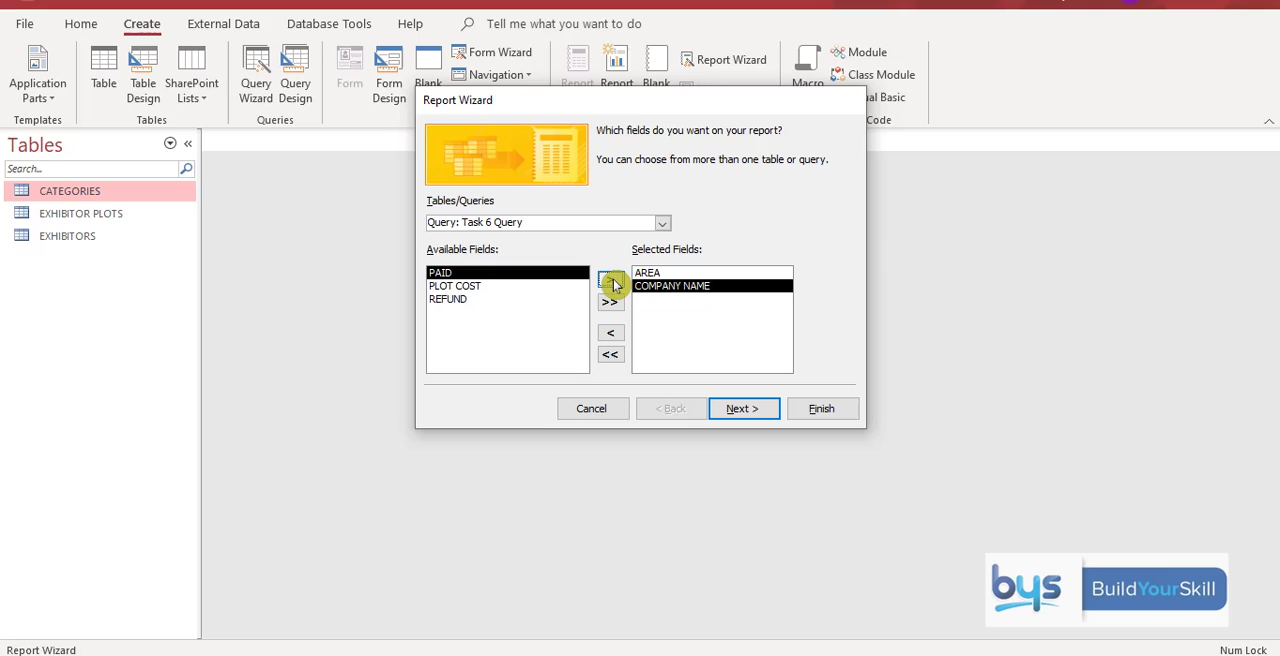 File Home Create External Data Database Tools Help Tell me what you want to do
Application Parts
Table
Table Design
SharePoint Lists
Query Wizard
Query Design
Form
Form Design
Blank
Form Wizard
Navigation
Report
Report
Blank
Report Wizard
Macro
Module
Class Module
al Basic
Templates Tables Queries Code
Tables «
Search...
CATEGORIES
EXHIBITOR PLOTS
EXHIBITORS
Report Wizard
Which fields do you want on your report?
You can choose from more than one table or query.
Tables/Queries
Query: Task 6 Query
Available Fields:
PAID
PLOT COST
REFUND
>
>>
<
<<
Selected Fields:
AREA
COMPANY NAME
Cancel < Back Next > Finish
bys BuildYourSkill
Report Wizard Num Lock